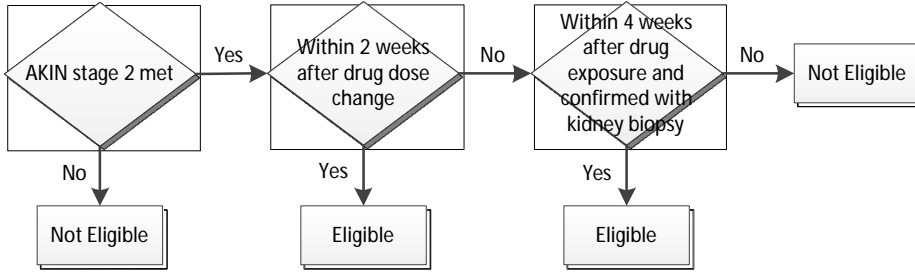 AKIN stage 2 met
Yes
Within 2 weeks
after drug dose
change
No
Within 4 weeks
after drug
exposure and
confirmed with
kidney biopsy
No
Not Eligible
No
Not Eligible
Yes
Eligible
Yes
Eligible